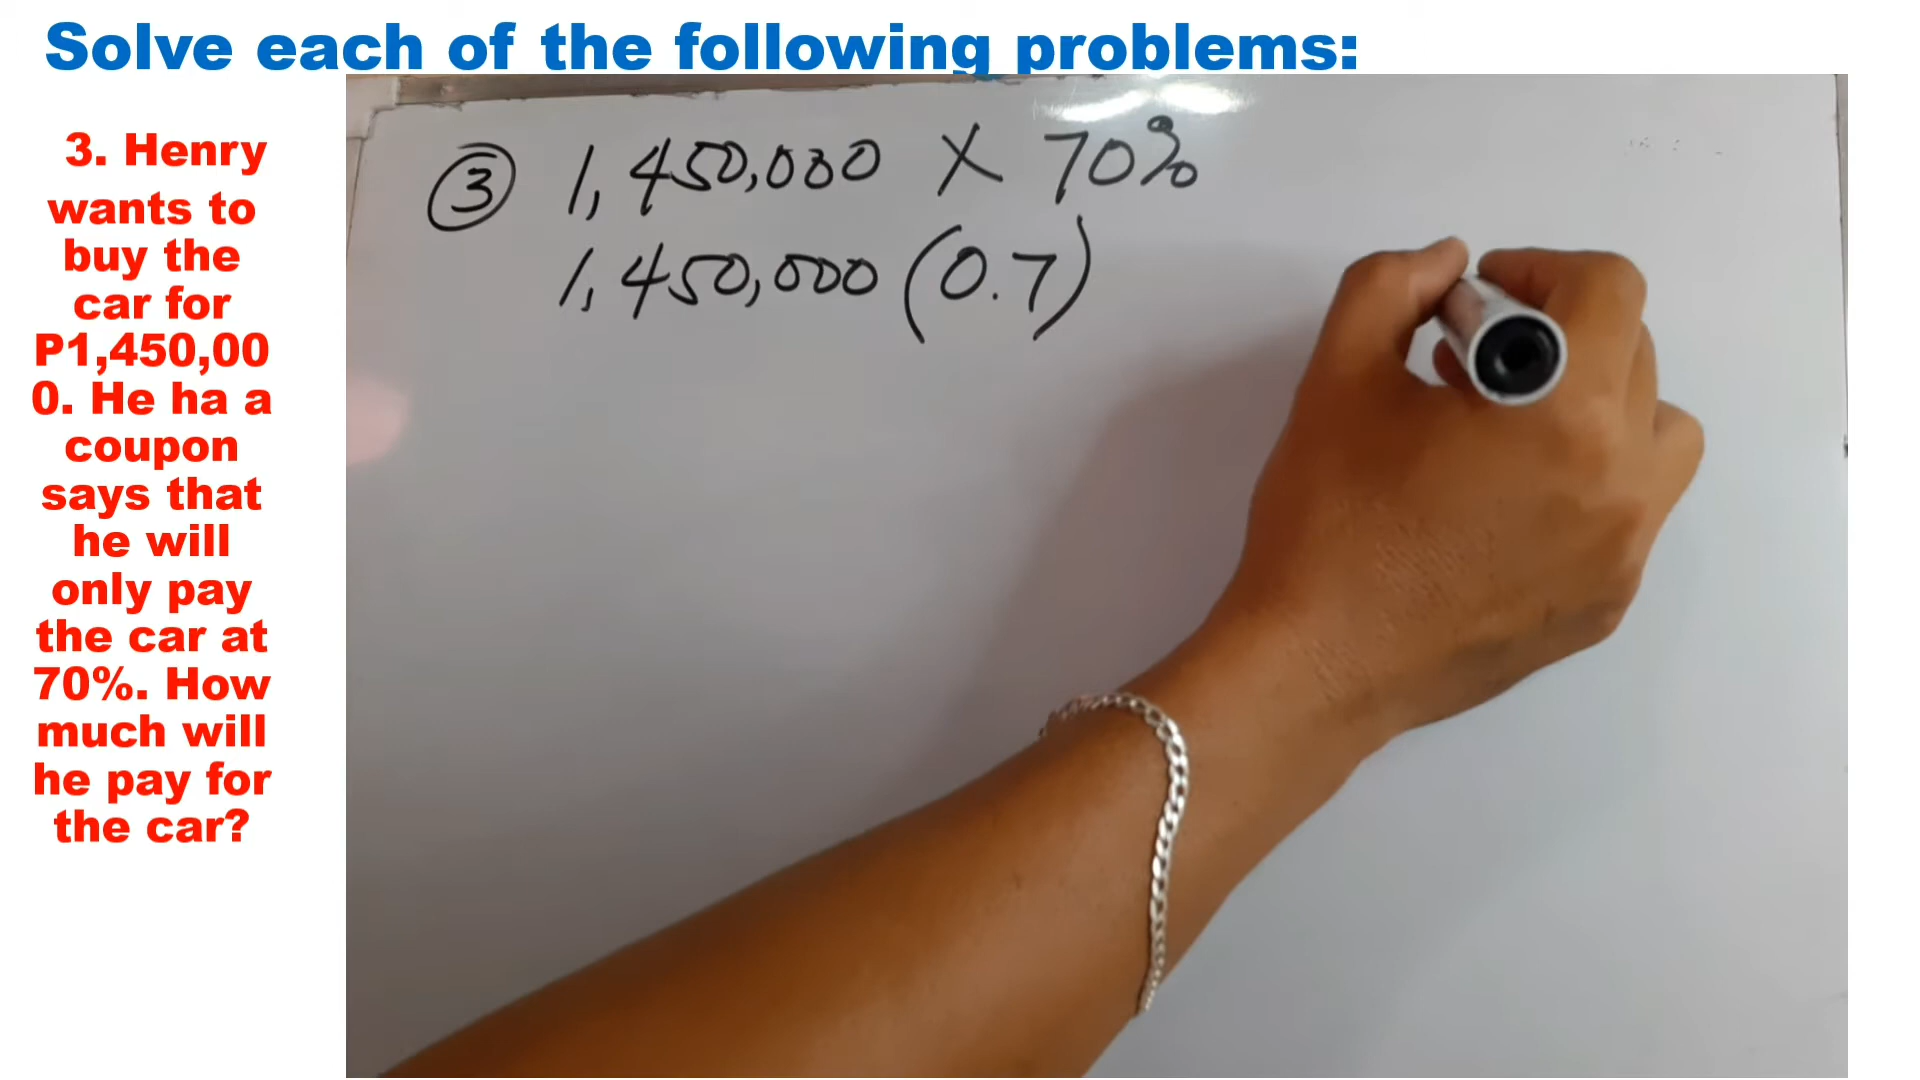 Solve each of the following problems:
3. Henry
wants to
buy the
car for
P1,450,00
0. He ha a
coupon
says that
he will
only pay
the car at
70%. How
much will
he pay for
the car?
③ 1,450,000 X 70%
1,450,000 (0.7)